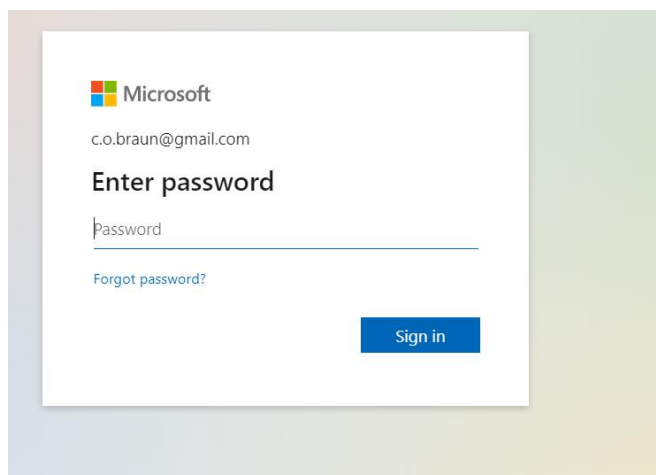 Microsoft
c.o.braun@gmail.com
Enter password
Password
Forgot password?
Sign in